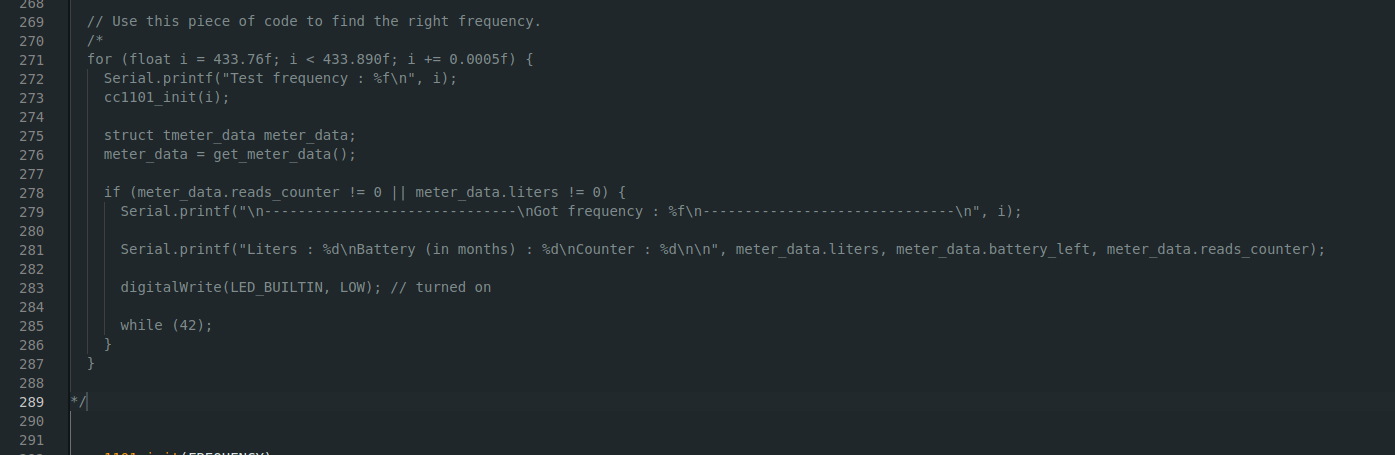 268
269 // Use this piece of code to find the right frequency.
270 /*
271 for (float i = 433.76f; i < 433.890f; i += 0.0005f) {
272 Serial.printf("Test frequency : %f\n", i);
273 cc1101_init(i);
274
275 struct tmeter_data meter_data;
276 meter_data = get_meter_data();
277
278 if (meter_data.reads_counter != 0 || meter_data.liters != 0) {
279 Serial.printf("\n------------------------------\nGot frequency : %f\n------------------------------\n", i);
280
281 Serial.printf("Liters : %d\nBattery (in months) : %d\nCounter : %d\n\n", meter_data.liters, meter_data.battery_left, meter_data.reads_counter);
282
283 digitalWrite(LED_BUILTIN, LOW); // turned on
284
285 while (42);
286 }
287 }
288
289 */
290
291